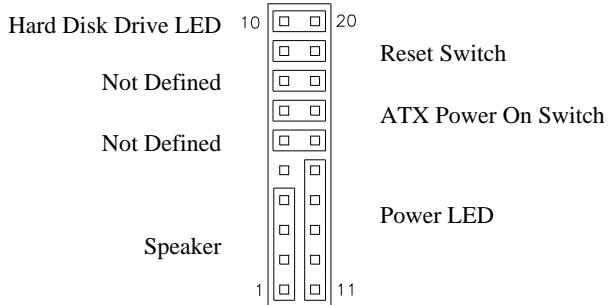 Hard Disk Drive LED 10 20
Reset Switch
Not Defined
ATX Power On Switch
Not Defined
Power LED
Speaker
1 11